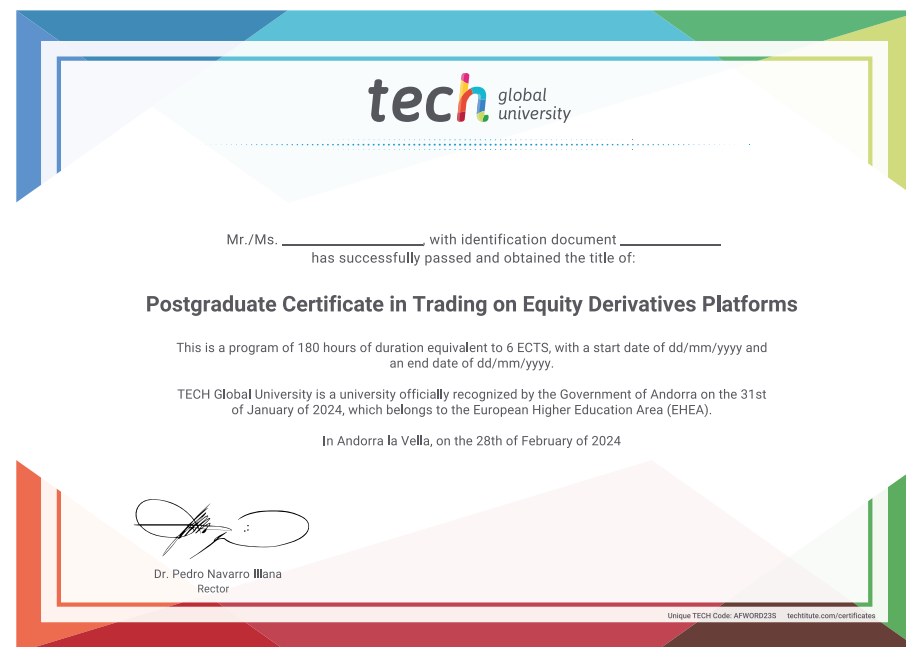 tech global university
Mr./Ms. ____________________, with identification document ______________
has successfully passed and obtained the title of:
Postgraduate Certificate in Trading on Equity Derivatives Platforms
This is a program of 180 hours of duration equivalent to 6 ECTS, with a start date of dd/mm/yyyy and
an end date of dd/mm/yyyy.
TECH Global University is a university officially recognized by the Government of Andorra on the 31st
of January of 2024, which belongs to the European Higher Education Area (EHEA).
In Andorra la Vella, on the 28th of February of 2024
Dr. Pedro Navarro Illana
Rector
Unique TECH Code: AFWORD23S techtitute.com/certificates